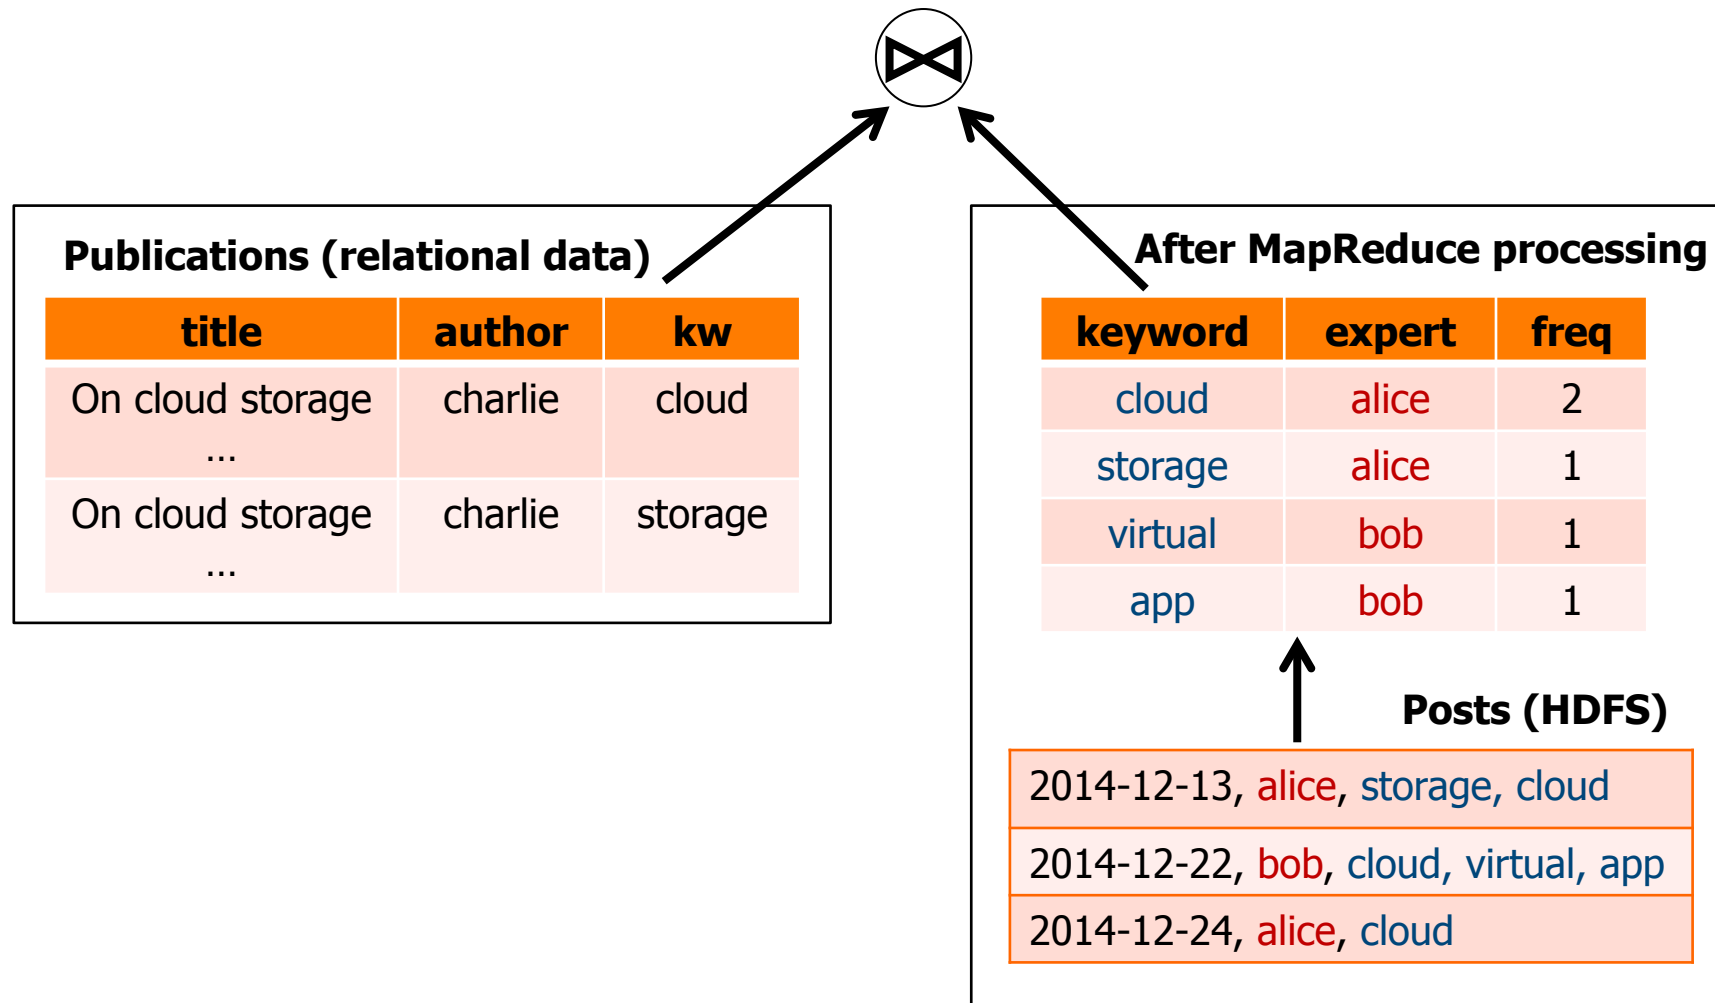 Publications (relational data)
title author kw
On cloud storage charlie cloud
...
On cloud storage charlie storage
...
After MapReduce processing
keyword expert freq
cloud alice 2
storage alice 1
virtual bob 1
app bob 1
Posts (HDFS)
2014-12-13, alice, storage, cloud
2014-12-22, bob, cloud, virtual, app
2014-12-24, alice, cloud